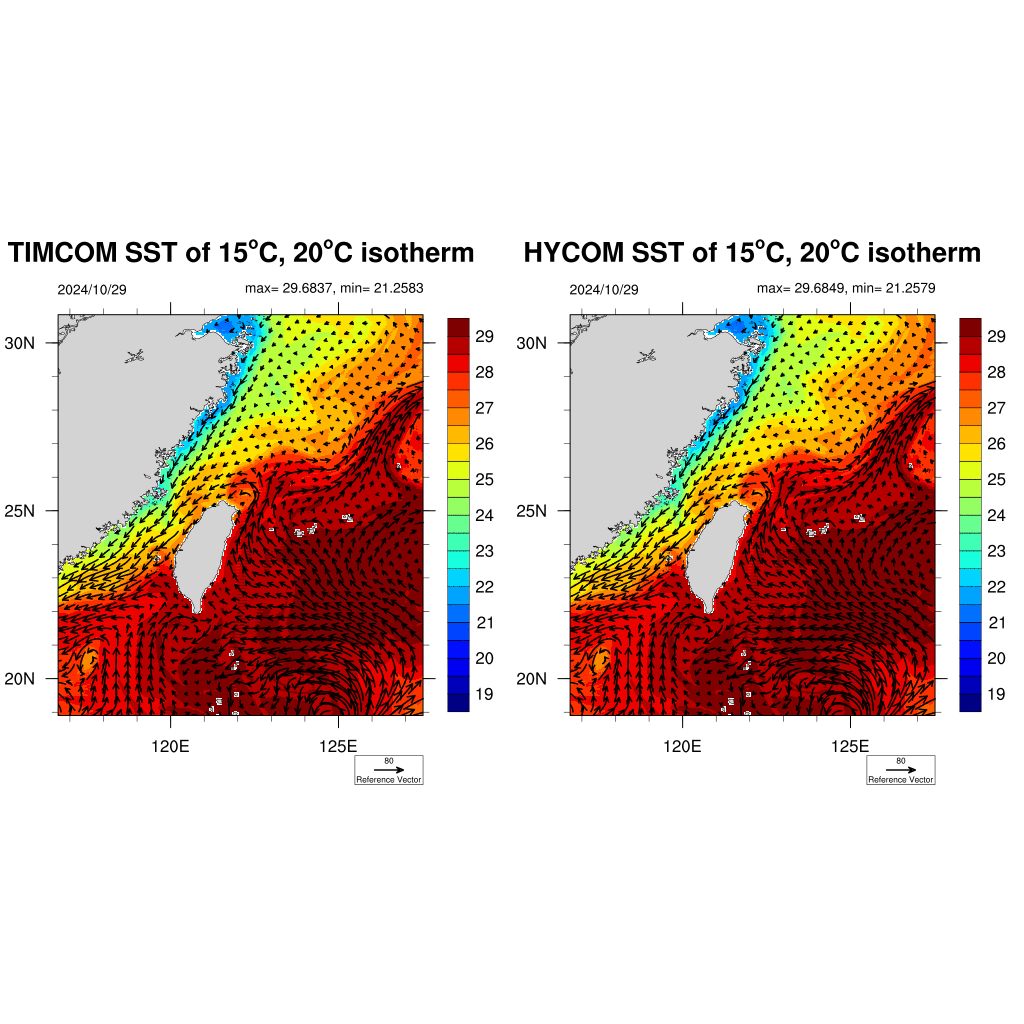 TIMCOM SST of 15°C, 20°C isotherm
2024/10/29
max= 29.6837, min= 21.2583
30N
25N
20N
120E
125E
29
28
27
26
25
24
23
22
21
20
19
80
Reference Vector
HYCOM SST of 15°C, 20°C isotherm
2024/10/29
max= 29.6849, min= 21.2579
30N
25N
20N
120E
125E
29
28
27
26
25
24
23
22
21
20
19
80
Reference Vector